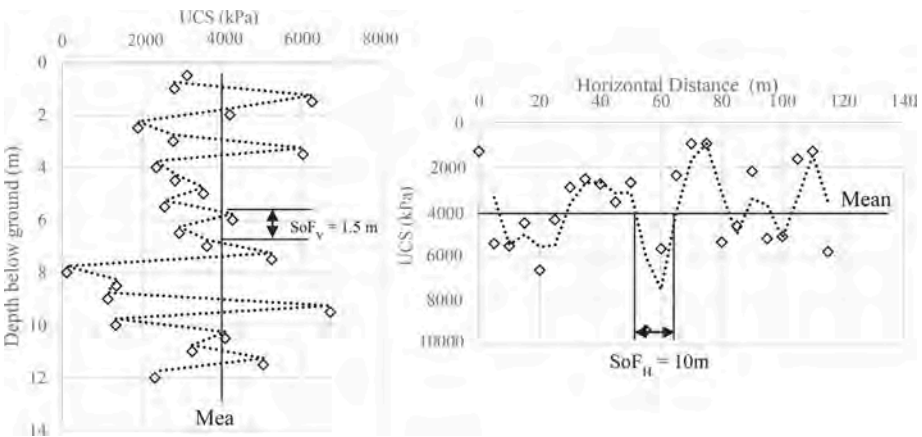 UCS (kPa)
0 2000 4000 6000 8000
0
2
4
6
8
10
12
14
Depth below ground (m)
SoF_V = 1.5 m
Mea
Horizontal Distance (m)
0 20 40 60 80 100 120 140
0
2000
4000
6000
8000
10000
UCS (kPa)
Mean
SoF_H = 10m